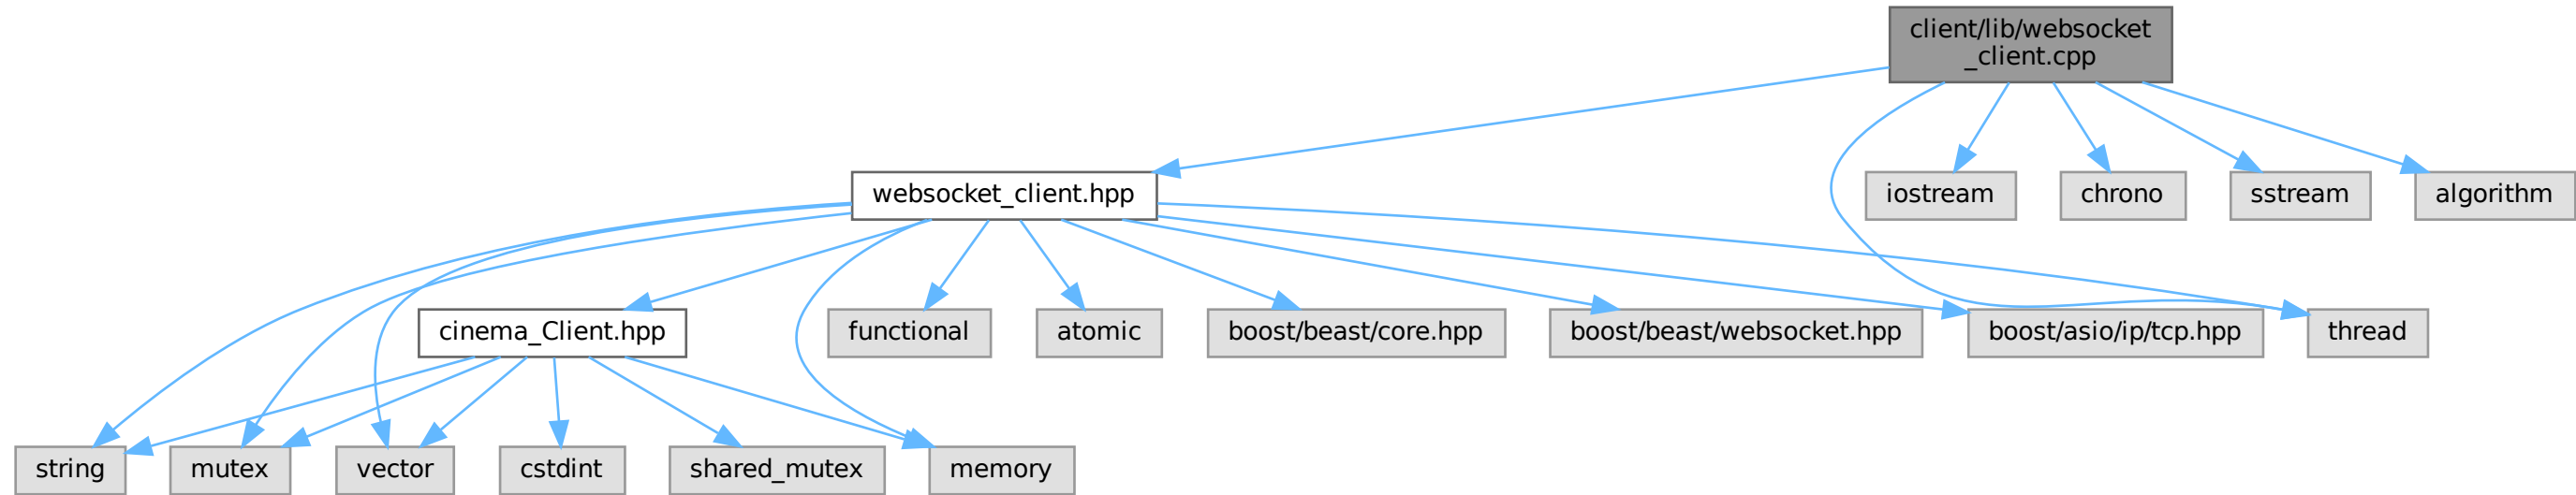 client/lib/websocket
_client.cpp
websocket_client.hpp
iostream
chrono
sstream
algorithm
cinema_Client.hpp
functional
atomic
boost/beast/core.hpp
boost/beast/websocket.hpp
boost/asio/ip/tcp.hpp
thread
string
mutex
vector
cstdint
shared_mutex
memory